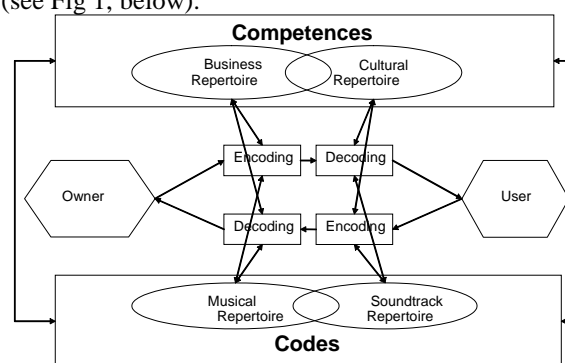 (see Fig 1, below).
Competences
Business
Repertoire
Cultural
Repertoire
Encoding
Decoding
Owner
User
Decoding
Encoding
Musical
Repertoire
Soundtrack
Repertoire
Codes